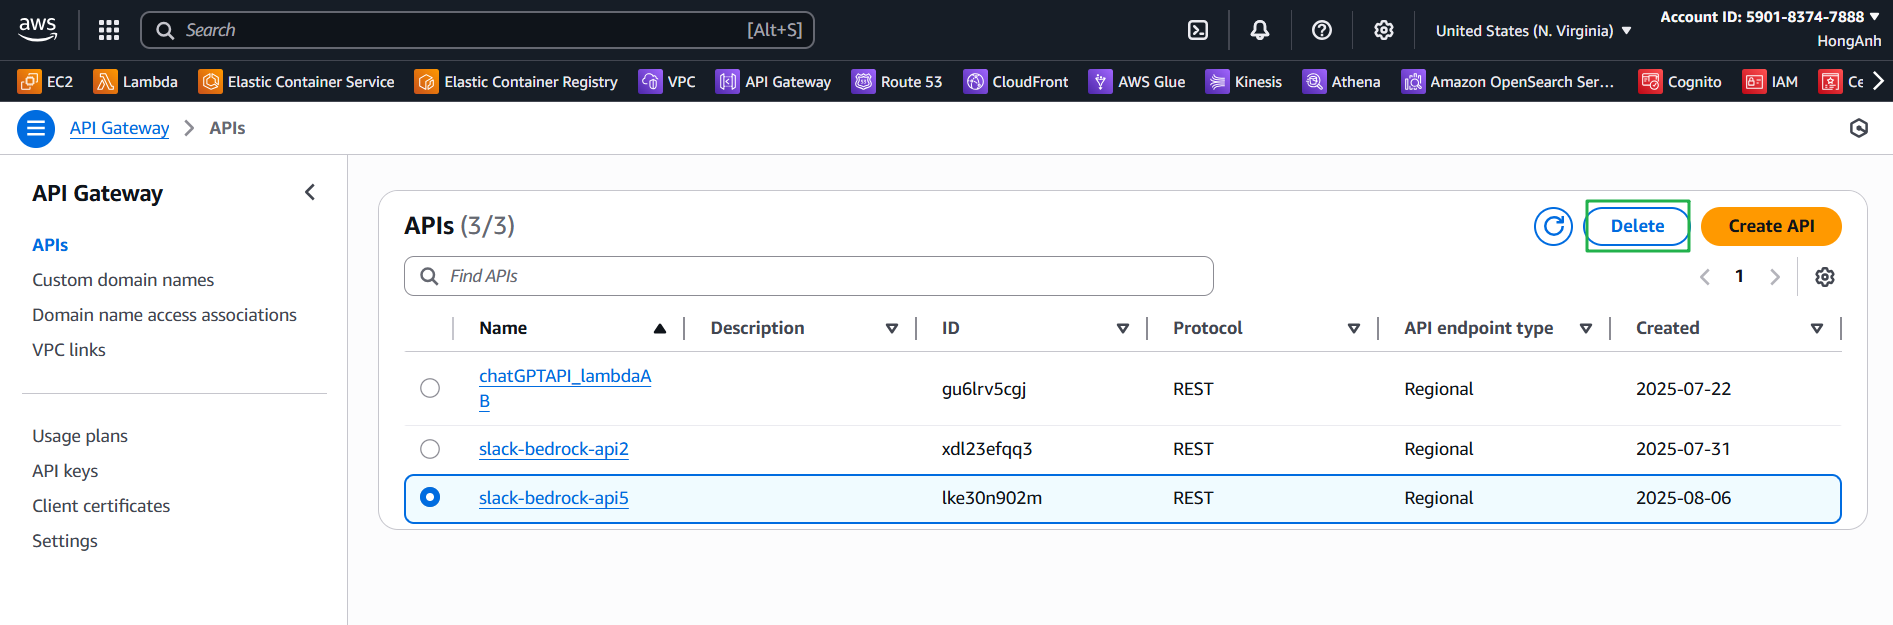 aws
Search [Alt+S]
United States (N. Virginia)
Account ID: 5901-8374-7888
HongAnh
EC2 Lambda Elastic Container Service Elastic Container Registry VPC API Gateway Route 53 CloudFront AWS Glue Kinesis Athena Amazon OpenSearch Ser... Cognito IAM Ce
API Gateway APIs
API Gateway
APIs
Custom domain names
Domain name access associations
VPC links
Usage plans
API keys
Client certificates
Settings
APIs (3/3)
Delete
Create API
Find APIs
1
Name Description ID Protocol API endpoint type Created
chatGPTAPI_lambdaA
B
gu6lrv5cgj REST Regional 2025-07-22
slack-bedrock-api2 xdl23efqq3 REST Regional 2025-07-31
slack-bedrock-api5 lke30n902m REST Regional 2025-08-06